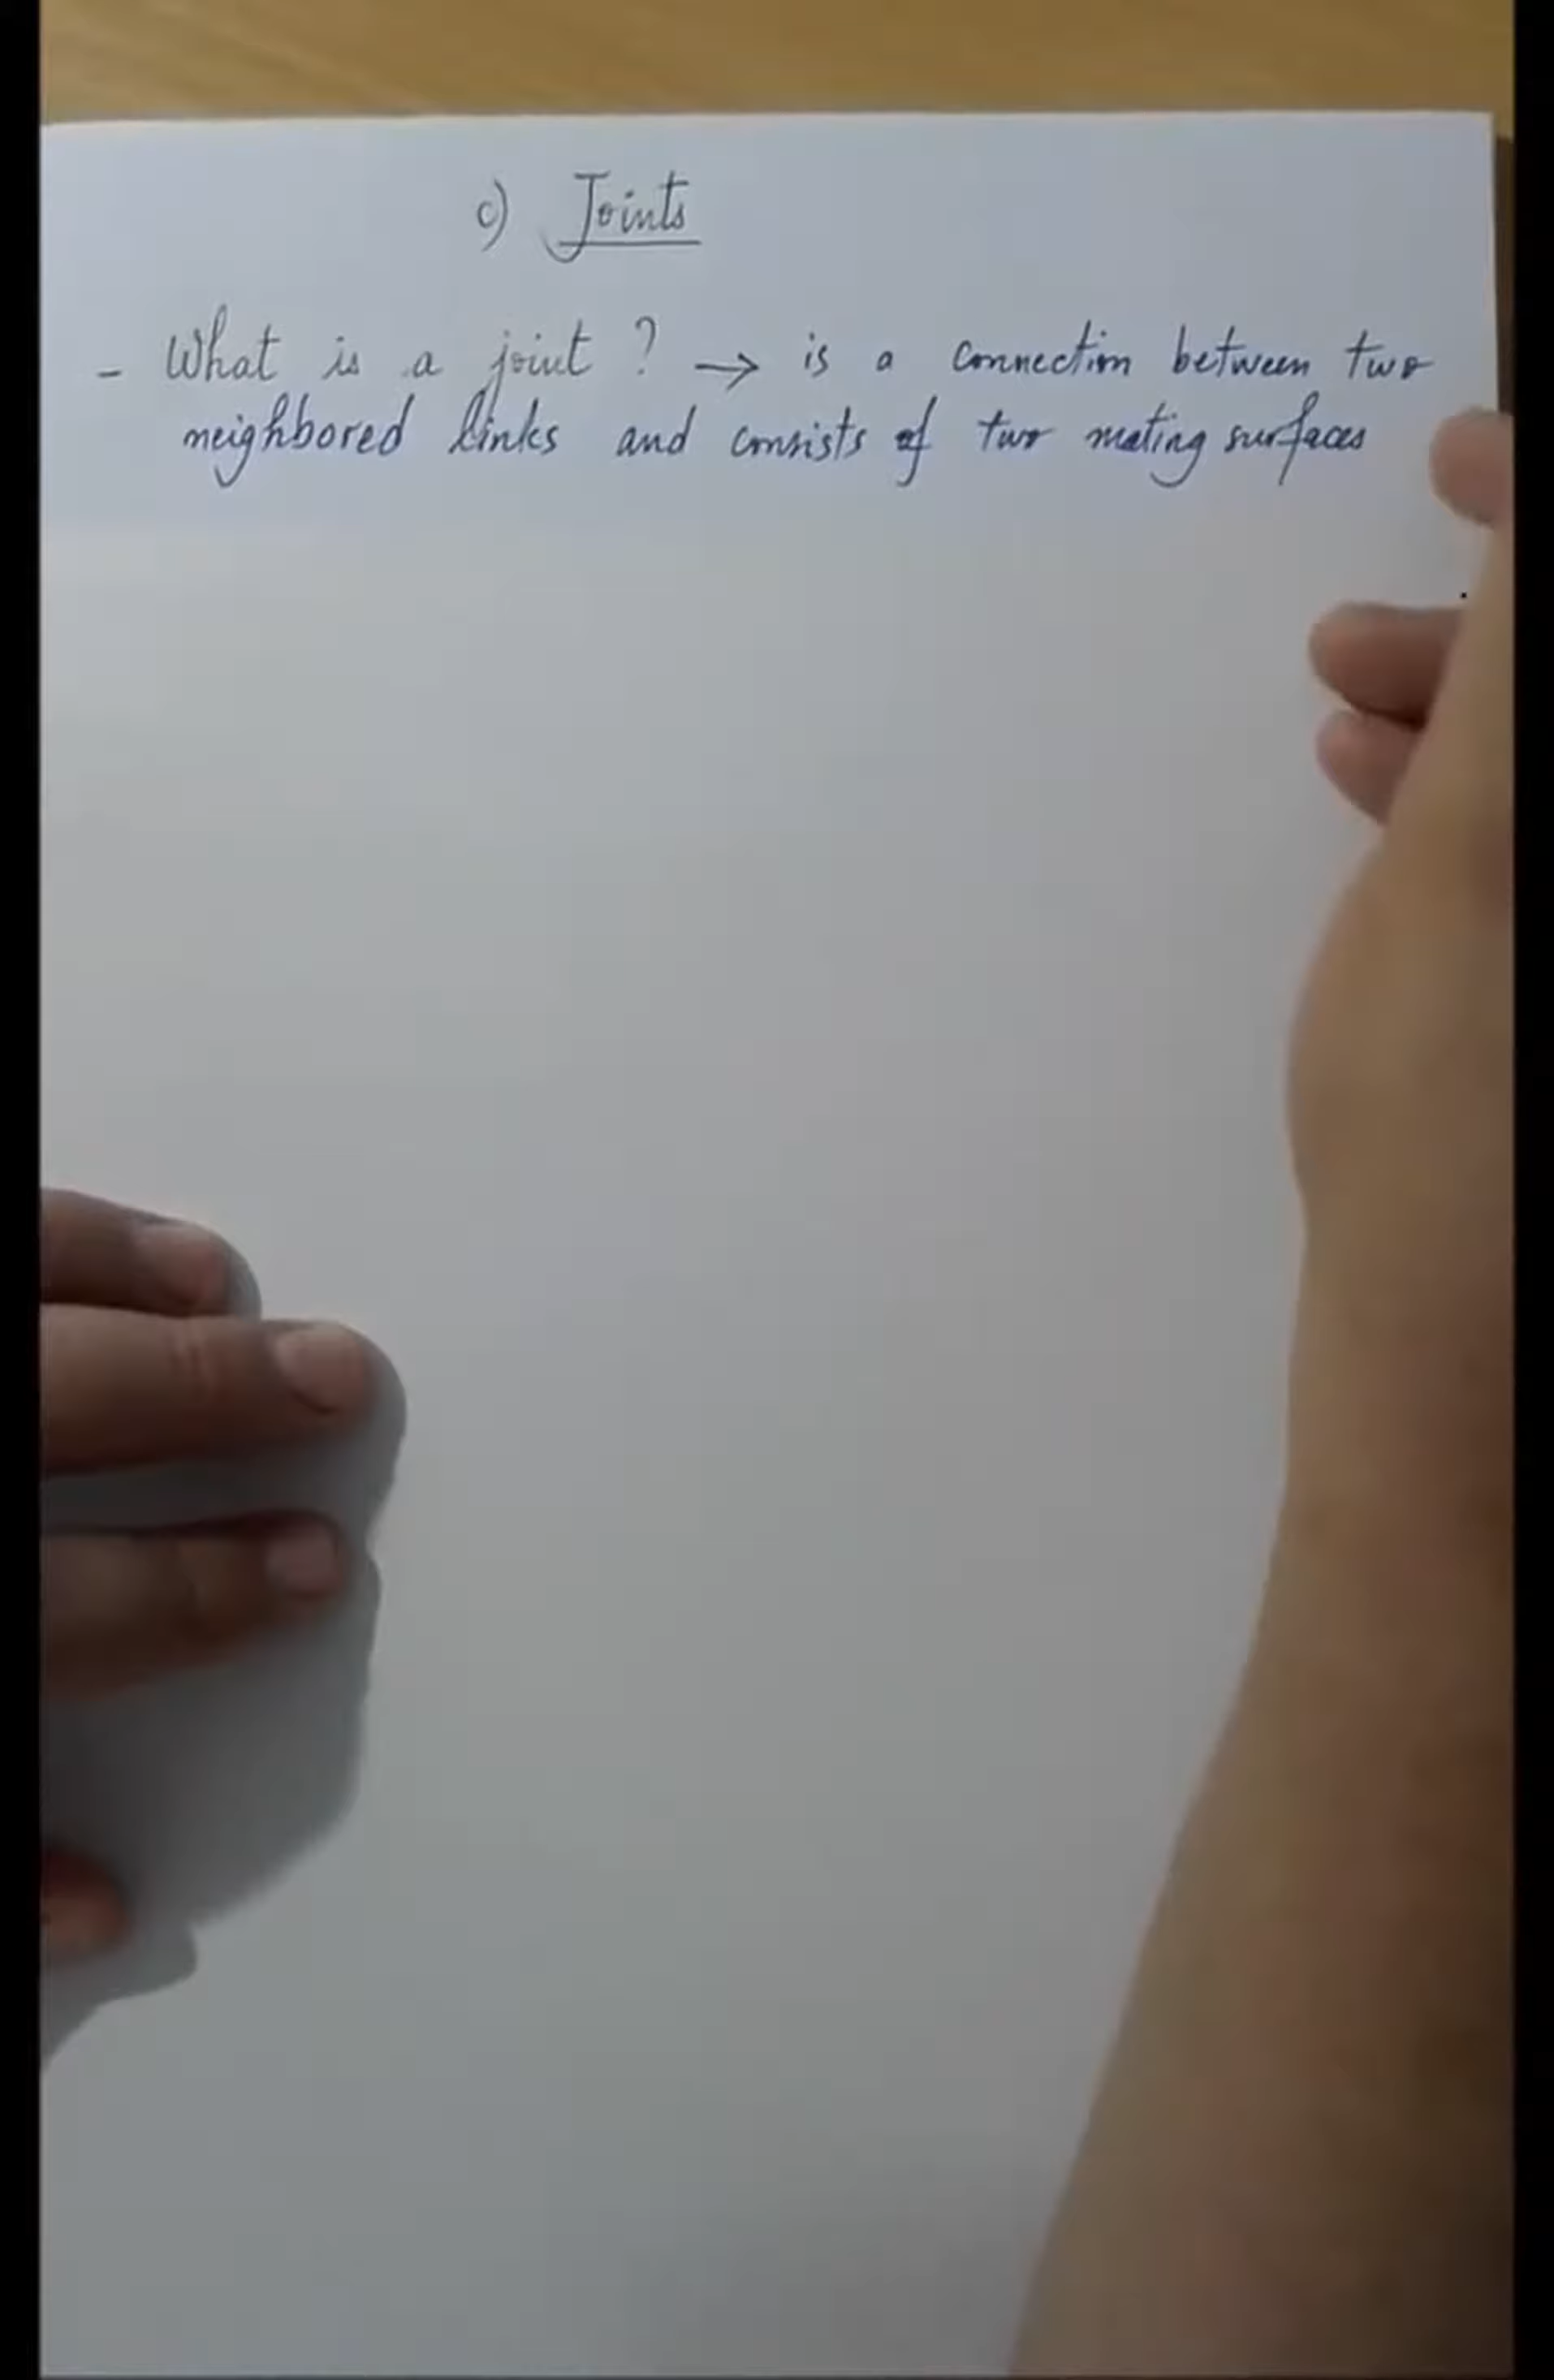 c) Joints
- What is a joint ? → is a connection between two
neighbored links and consists of two mating surfaces